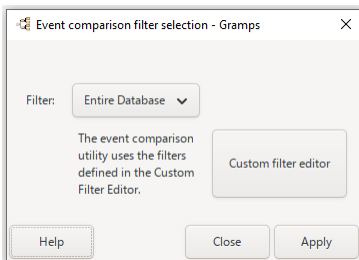 Event comparison filter selection - Gramps
Filter: Entire Database
The event comparison
utility uses the filters
defined in the Custom
Filter Editor.
Custom filter editor
Help Close Apply